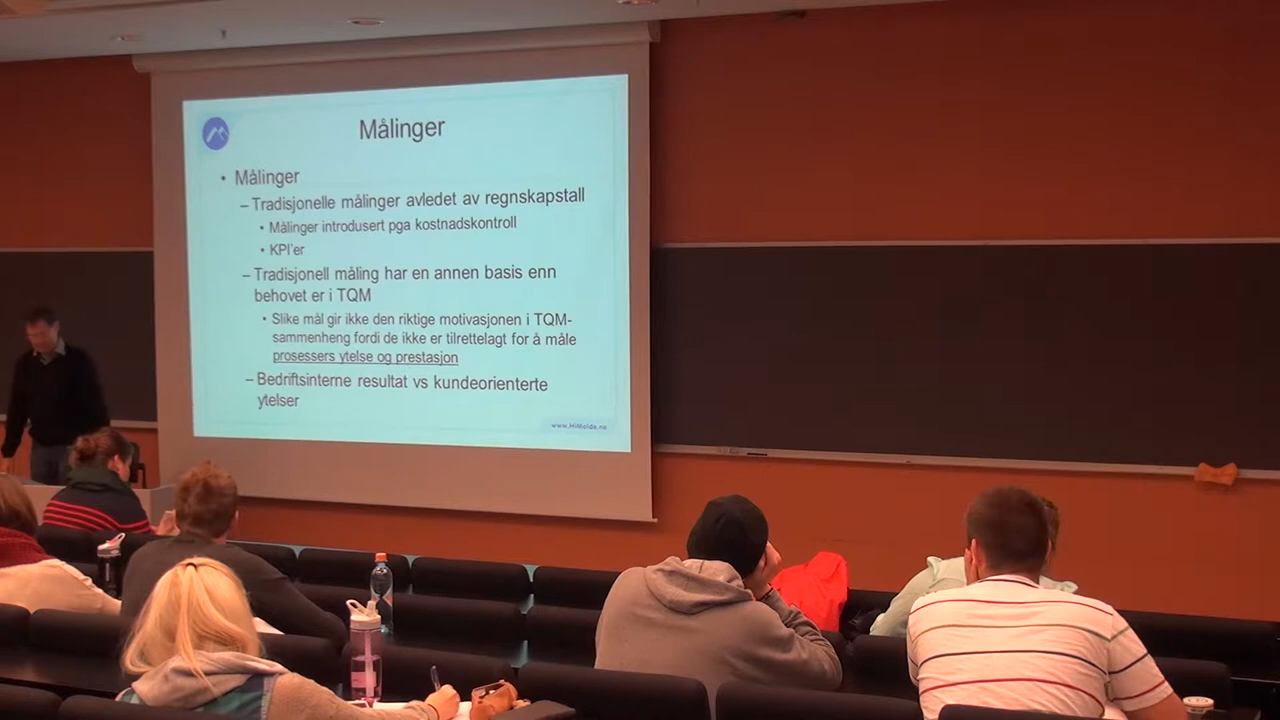 Målinger
• Målinger
– Tradisjonelle målinger avledet av regnskapstall
• Målinger introdusert pga kostnadskontroll
• KPI'er
– Tradisjonell måling har en annen basis enn
behovet er i TQM
• Slike mål gir ikke den riktige motivasjonen i TQM-
sammenheng fordi de ikke er tilrettelagt for å måle
prosessers ytelse og prestasjon
– Bedriftsinterne resultat vs kundeorienterte
ytelser
www.HiMolde.no